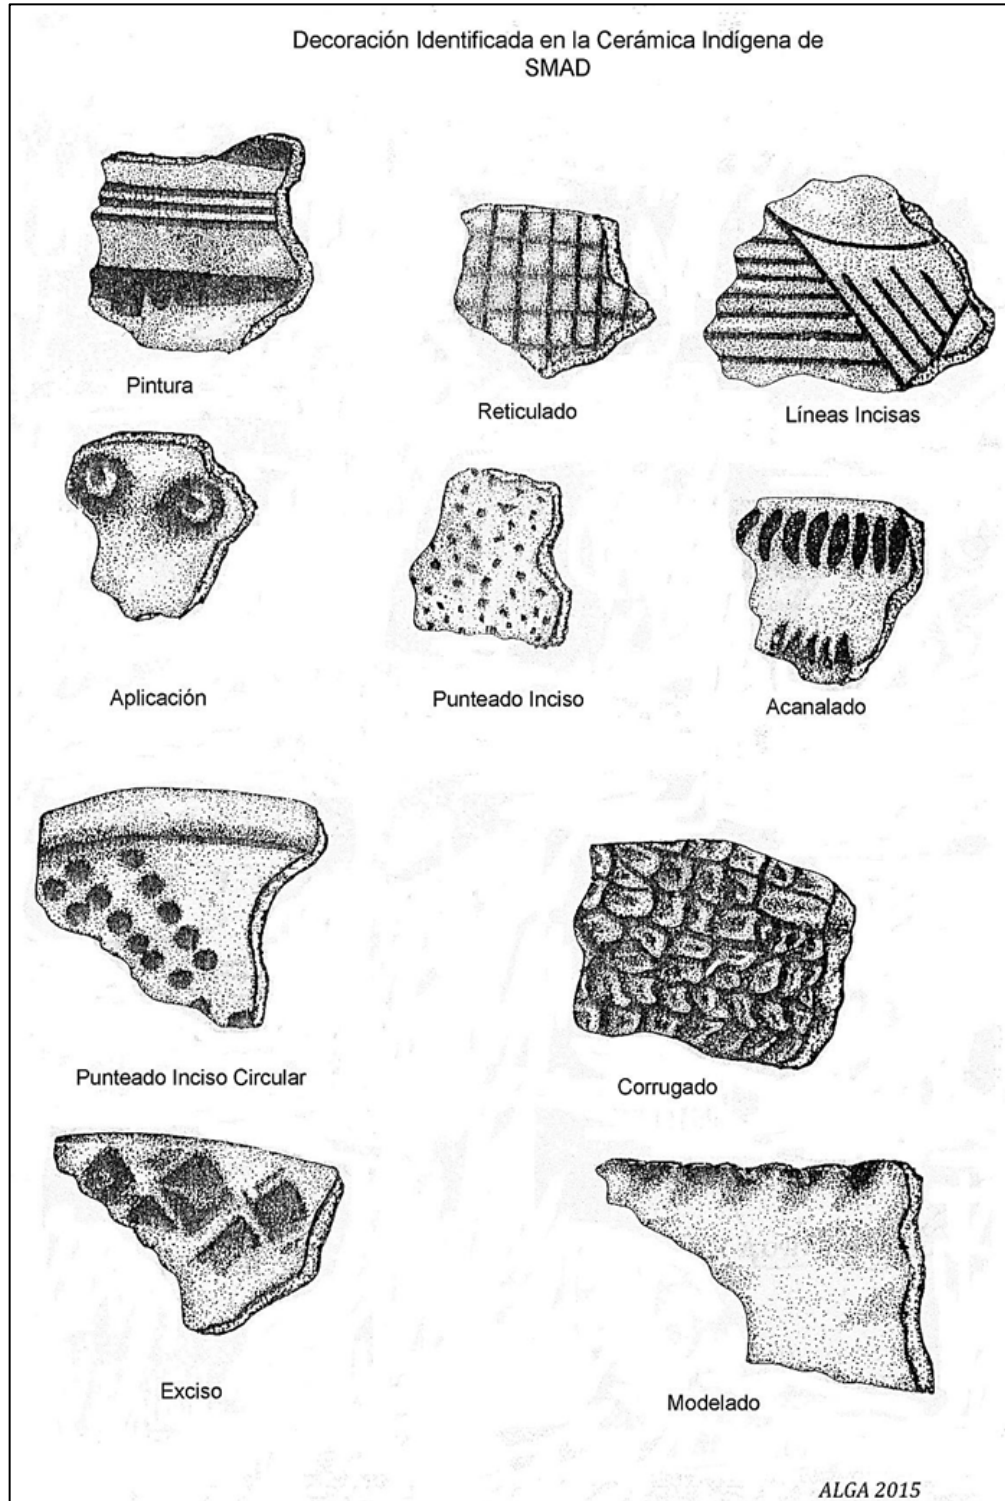 Decoración Identificada en la Cerámica Indígena de
SMAD
Pintura
Reticulado
Líneas Incisas
Aplicación
Punteado Inciso
Acanalado
Punteado Inciso Circular
Corrugado
Exciso
Modelado
ALGA 2015